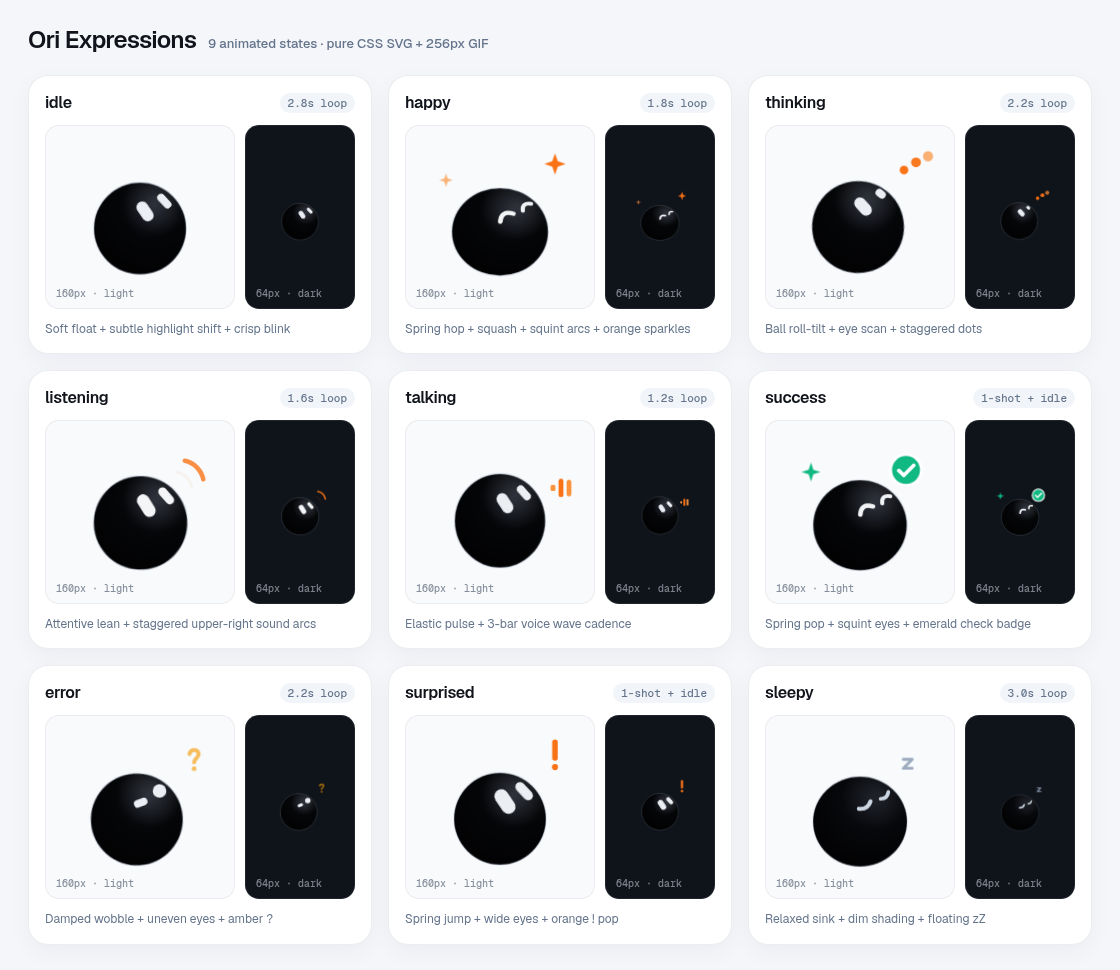 Ori Expressions 9 animated states · pure CSS SVG + 256px GIF
idle 2.8s loop
160px · light
64px · dark
Soft float + subtle highlight shift + crisp blink
happy 1.8s loop
160px · light
64px · dark
Spring hop + squash + squint arcs + orange sparkles
thinking 2.2s loop
160px · light
64px · dark
Ball roll-tilt + eye scan + staggered dots
listening 1.6s loop
160px · light
64px · dark
Attentive lean + staggered upper-right sound arcs
talking 1.2s loop
160px · light
64px · dark
Elastic pulse + 3-bar voice wave cadence
success 1-shot + idle
160px · light
64px · dark
Spring pop + squint eyes + emerald check badge
error 2.2s loop
?
160px · light
?
64px · dark
Damped wobble + uneven eyes + amber ?
surprised 1-shot + idle
!
160px · light
!
64px · dark
Spring jump + wide eyes + orange ! pop
sleepy 3.0s loop
z
160px · light
z
64px · dark
Relaxed sink + dim shading + floating zZ